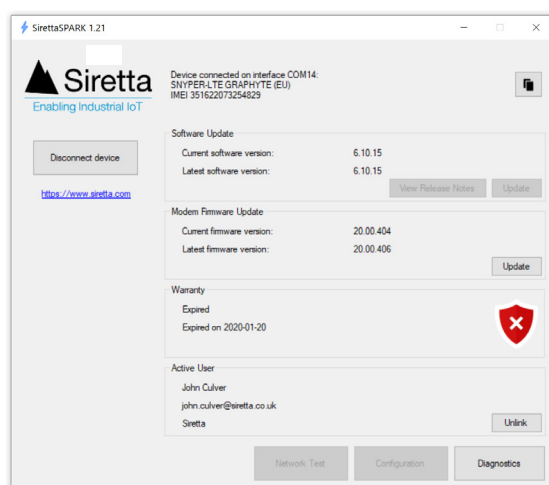 SirettaSPARK 1.21
Siretta
Enabling Industrial IoT
Device connected on interface COM14:
SNYPER-LTE GRAPHYTE (EU)
IMEI 351622073254829
Disconnect device
https://www.siretta.com
Software Update
Current software version: 6.10.15
Latest software version: 6.10.15
View Release Notes Update
Modem Firmware Update
Current firmware version: 20.00.404
Latest firmware version: 20.00.406
Update
Warranty
Expired
Expired on 2020-01-20
Active User
John Culver
john.culver@siretta.co.uk
Siretta
Unlink
Network Test Configuration Diagnostics